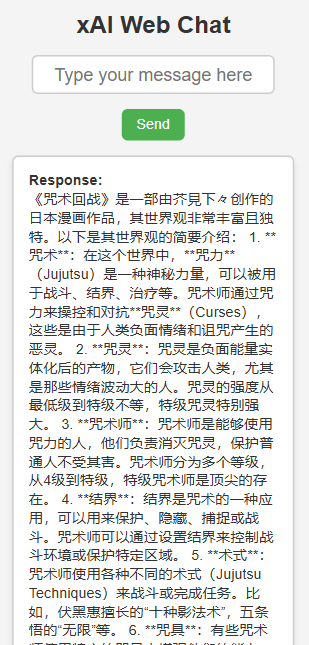 xAI Web Chat
Type your message here
Send
Response:
《咒术回战》是一部由芥見下々创作的
日本漫画作品，其世界观非常丰富且独
特。以下是其世界观的简要介绍： 1. **
咒术**：在这个世界中，**咒力**
（Jujutsu）是一种神秘力量，可以被用
于战斗、结界、治疗等。咒术师通过咒
力来操控和对抗**咒灵**（Curses），
这些是由于人类负面情绪和诅咒产生的
恶灵。 2. **咒灵**：咒灵是负面能量实
体化后的产物，它们会攻击人类，尤其
是那些情绪波动大的人。咒灵的强度从
最低级到特级不等，特级咒灵特别强
大。 3. **咒术师**：咒术师是能够使用
咒力的人，他们负责消灭咒灵，保护普
通人不受其害。咒术师分为多个等级，
从4级到特级，特级咒术师是顶尖的存
在。 4. **结界**：结界是咒术的一种应
用，可以用来保护、隐藏、捕捉或战
斗。咒术师可以通过设置结界来控制战
斗环境或保护特定区域。 5. **术式**：
咒术师使用各种不同的术式（Jujutsu
Techniques）来战斗或完成任务。比
如，伏黑惠擅长的“十种影法术”，五条
悟的“无限”等。 6. **咒具**：有些咒术